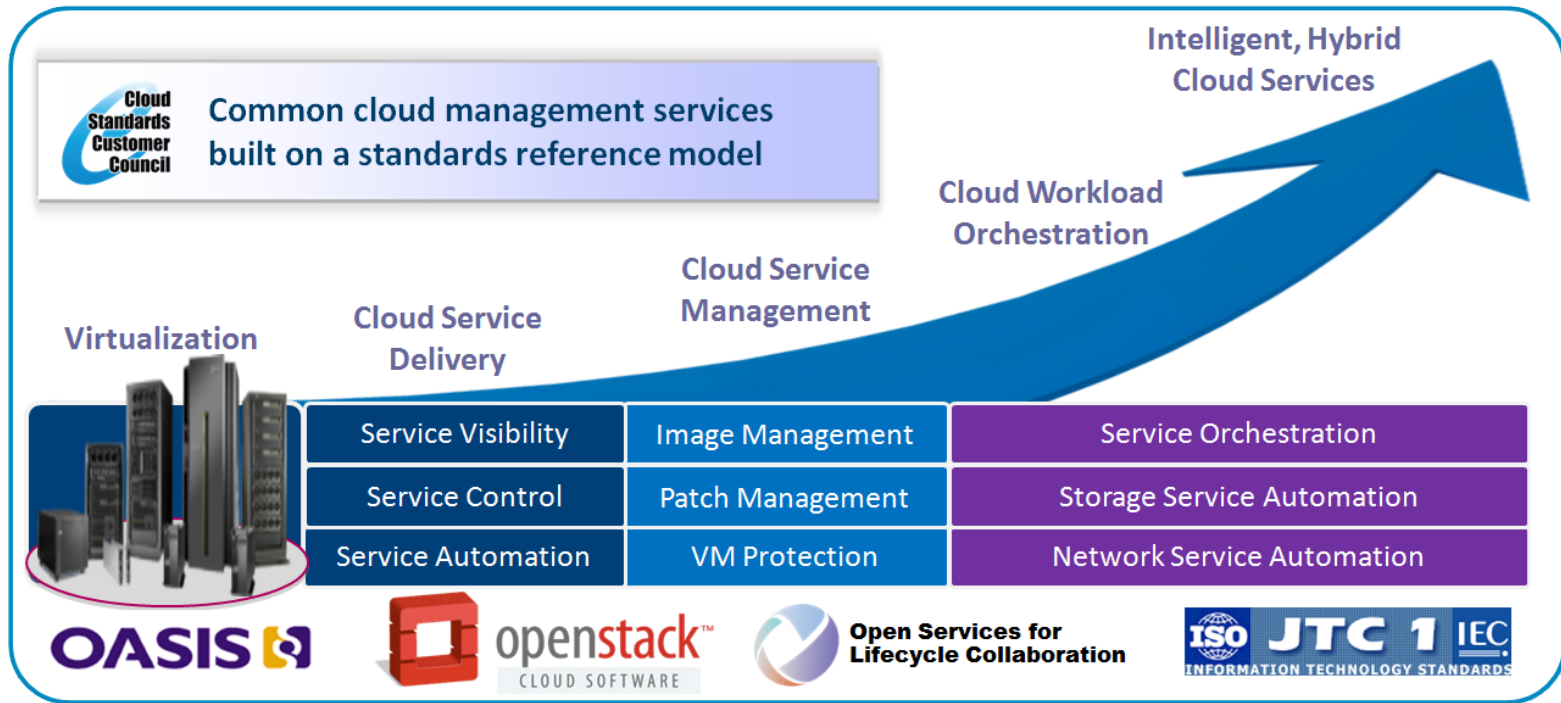 Cloud
Standards
Customer
Council
Common cloud management services
built on a standards reference model
Intelligent, Hybrid
Cloud Services
Cloud Workload
Orchestration
Cloud Service
Management
Cloud Service
Delivery
Virtualization
Service Visibility
Image Management
Service Orchestration
Service Control
Patch Management
Storage Service Automation
Service Automation
VM Protection
Network Service Automation
OASIS
openstack™
CLOUD SOFTWARE
Open Services for
Lifecycle Collaboration
ISO JTC 1 IEC
INFORMATION TECHNOLOGY STANDARDS